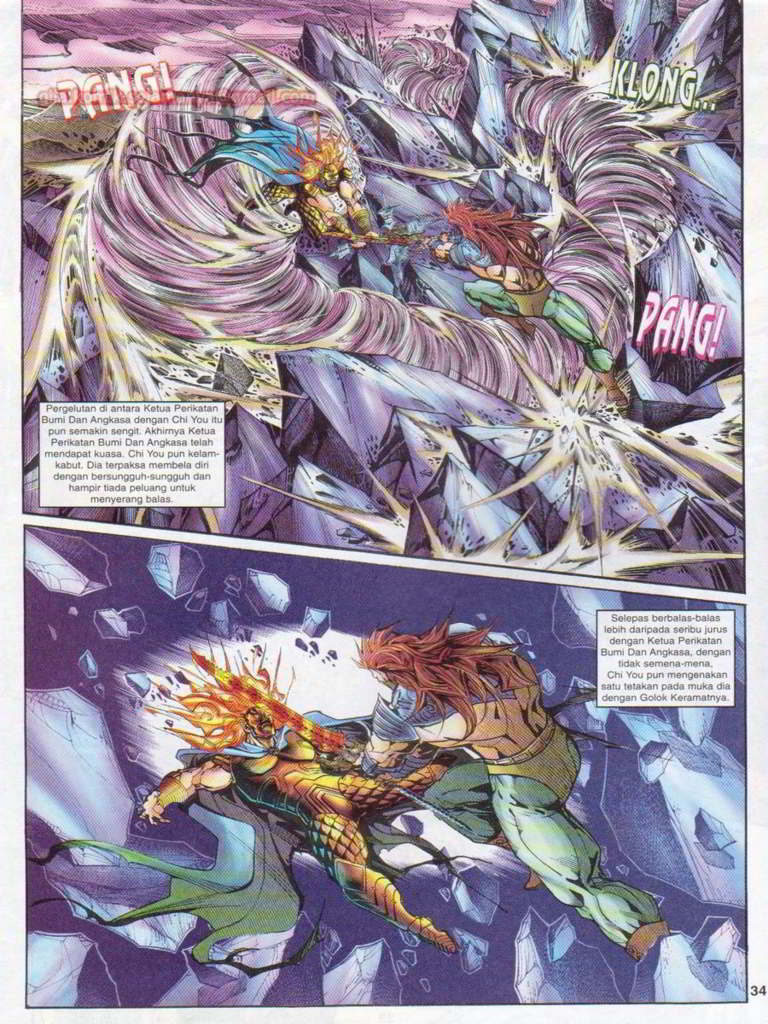 PANG!
KLONG...
PANG!
Pergelutan di antara Ketua Perikatan
Bumi Dan Angkasa dengan Chi You itu
pun semakin sengit. Akhirnya Ketua
Perikatan Bumi Dan Angkasa telah
mendapat kuasa. Chi You pun kelam-
kabut. Dia terpaksa membela diri
dengan bersungguh-sungguh dan
hampir tiada peluang untuk
menyerang balas.
Selepas berbalas-balas
lebih daripada seribu jurus
dengan Ketua Perikatan
Bumi Dan Angkasa, dengan
tidak semena-mena,
Chi You pun mengenakan
satu tetakan pada muka dia
dengan Golok Keramatnya.
34